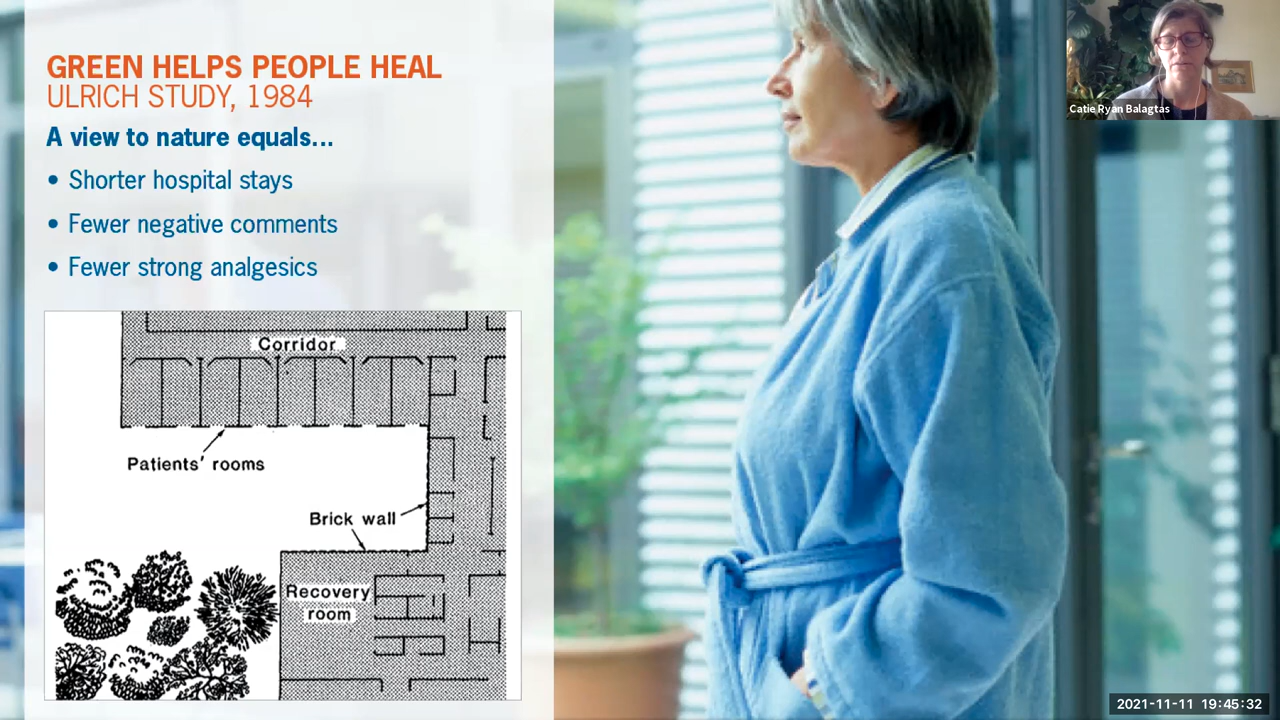 GREEN HELPS PEOPLE HEAL
ULRICH STUDY, 1984
A view to nature equals...
• Shorter hospital stays
• Fewer negative comments
• Fewer strong analgesics
Corridor
Patients' rooms
Brick wall
Recovery
room
Catie Ryan Balagtas
2021-11-11 19:45:32